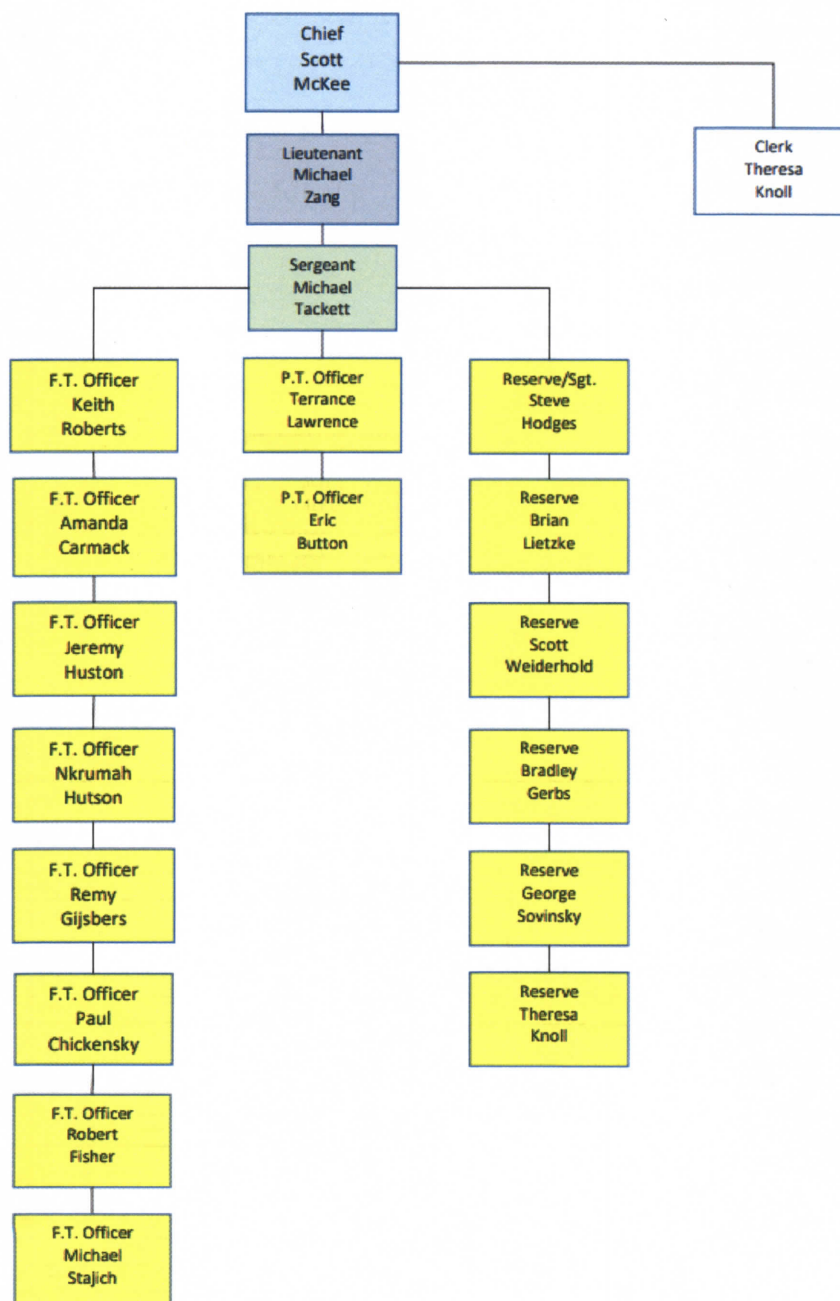 Chief
Scott
McKee
Clerk
Theresa
Knoll
Lieutenant
Michael
Zang
Sergeant
Michael
Tackett
F.T. Officer
Keith
Roberts
F.T. Officer
Amanda
Carmack
F.T. Officer
Jeremy
Huston
F.T. Officer
Nkrumah
Hutson
F.T. Officer
Remy
Gijsbers
F.T. Officer
Paul
Chickensky
F.T. Officer
Robert
Fisher
F.T. Officer
Michael
Stajich
P.T. Officer
Terrance
Lawrence
P.T. Officer
Eric
Button
Reserve/Sgt.
Steve
Hodges
Reserve
Brian
Lietzke
Reserve
Scott
Weiderhold
Reserve
Bradley
Gerbs
Reserve
George
Sovinsky
Reserve
Theresa
Knoll